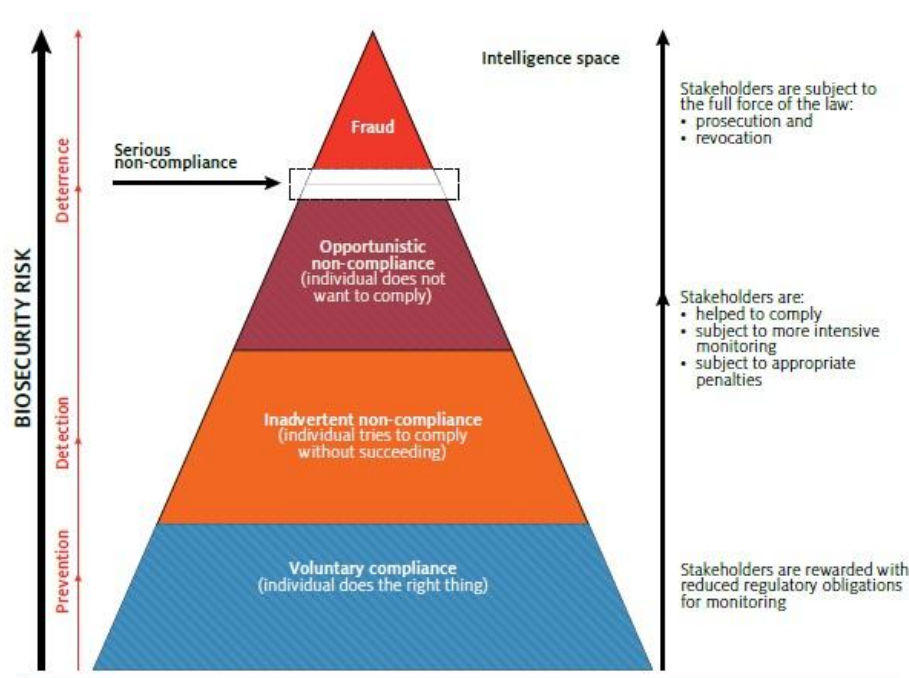 Intelligence space
Stakeholders are subject to
the full force of the law:
• prosecution and
• revocation
Fraud
Serious
non-compliance
Deterrence
BIOSECURITY RISK
Opportunistic
non-compliance
(individual does not
want to comply)
Stakeholders are:
• helped to comply
• subject to more intensive
monitoring
• subject to appropriate
penalties
Detection
Inadvertent non-compliance
(individual tries to comply
without succeeding)
Prevention
Voluntary compliance
(individual does the right thing)
Stakeholders are rewarded with
reduced regulatory obligations
for monitoring